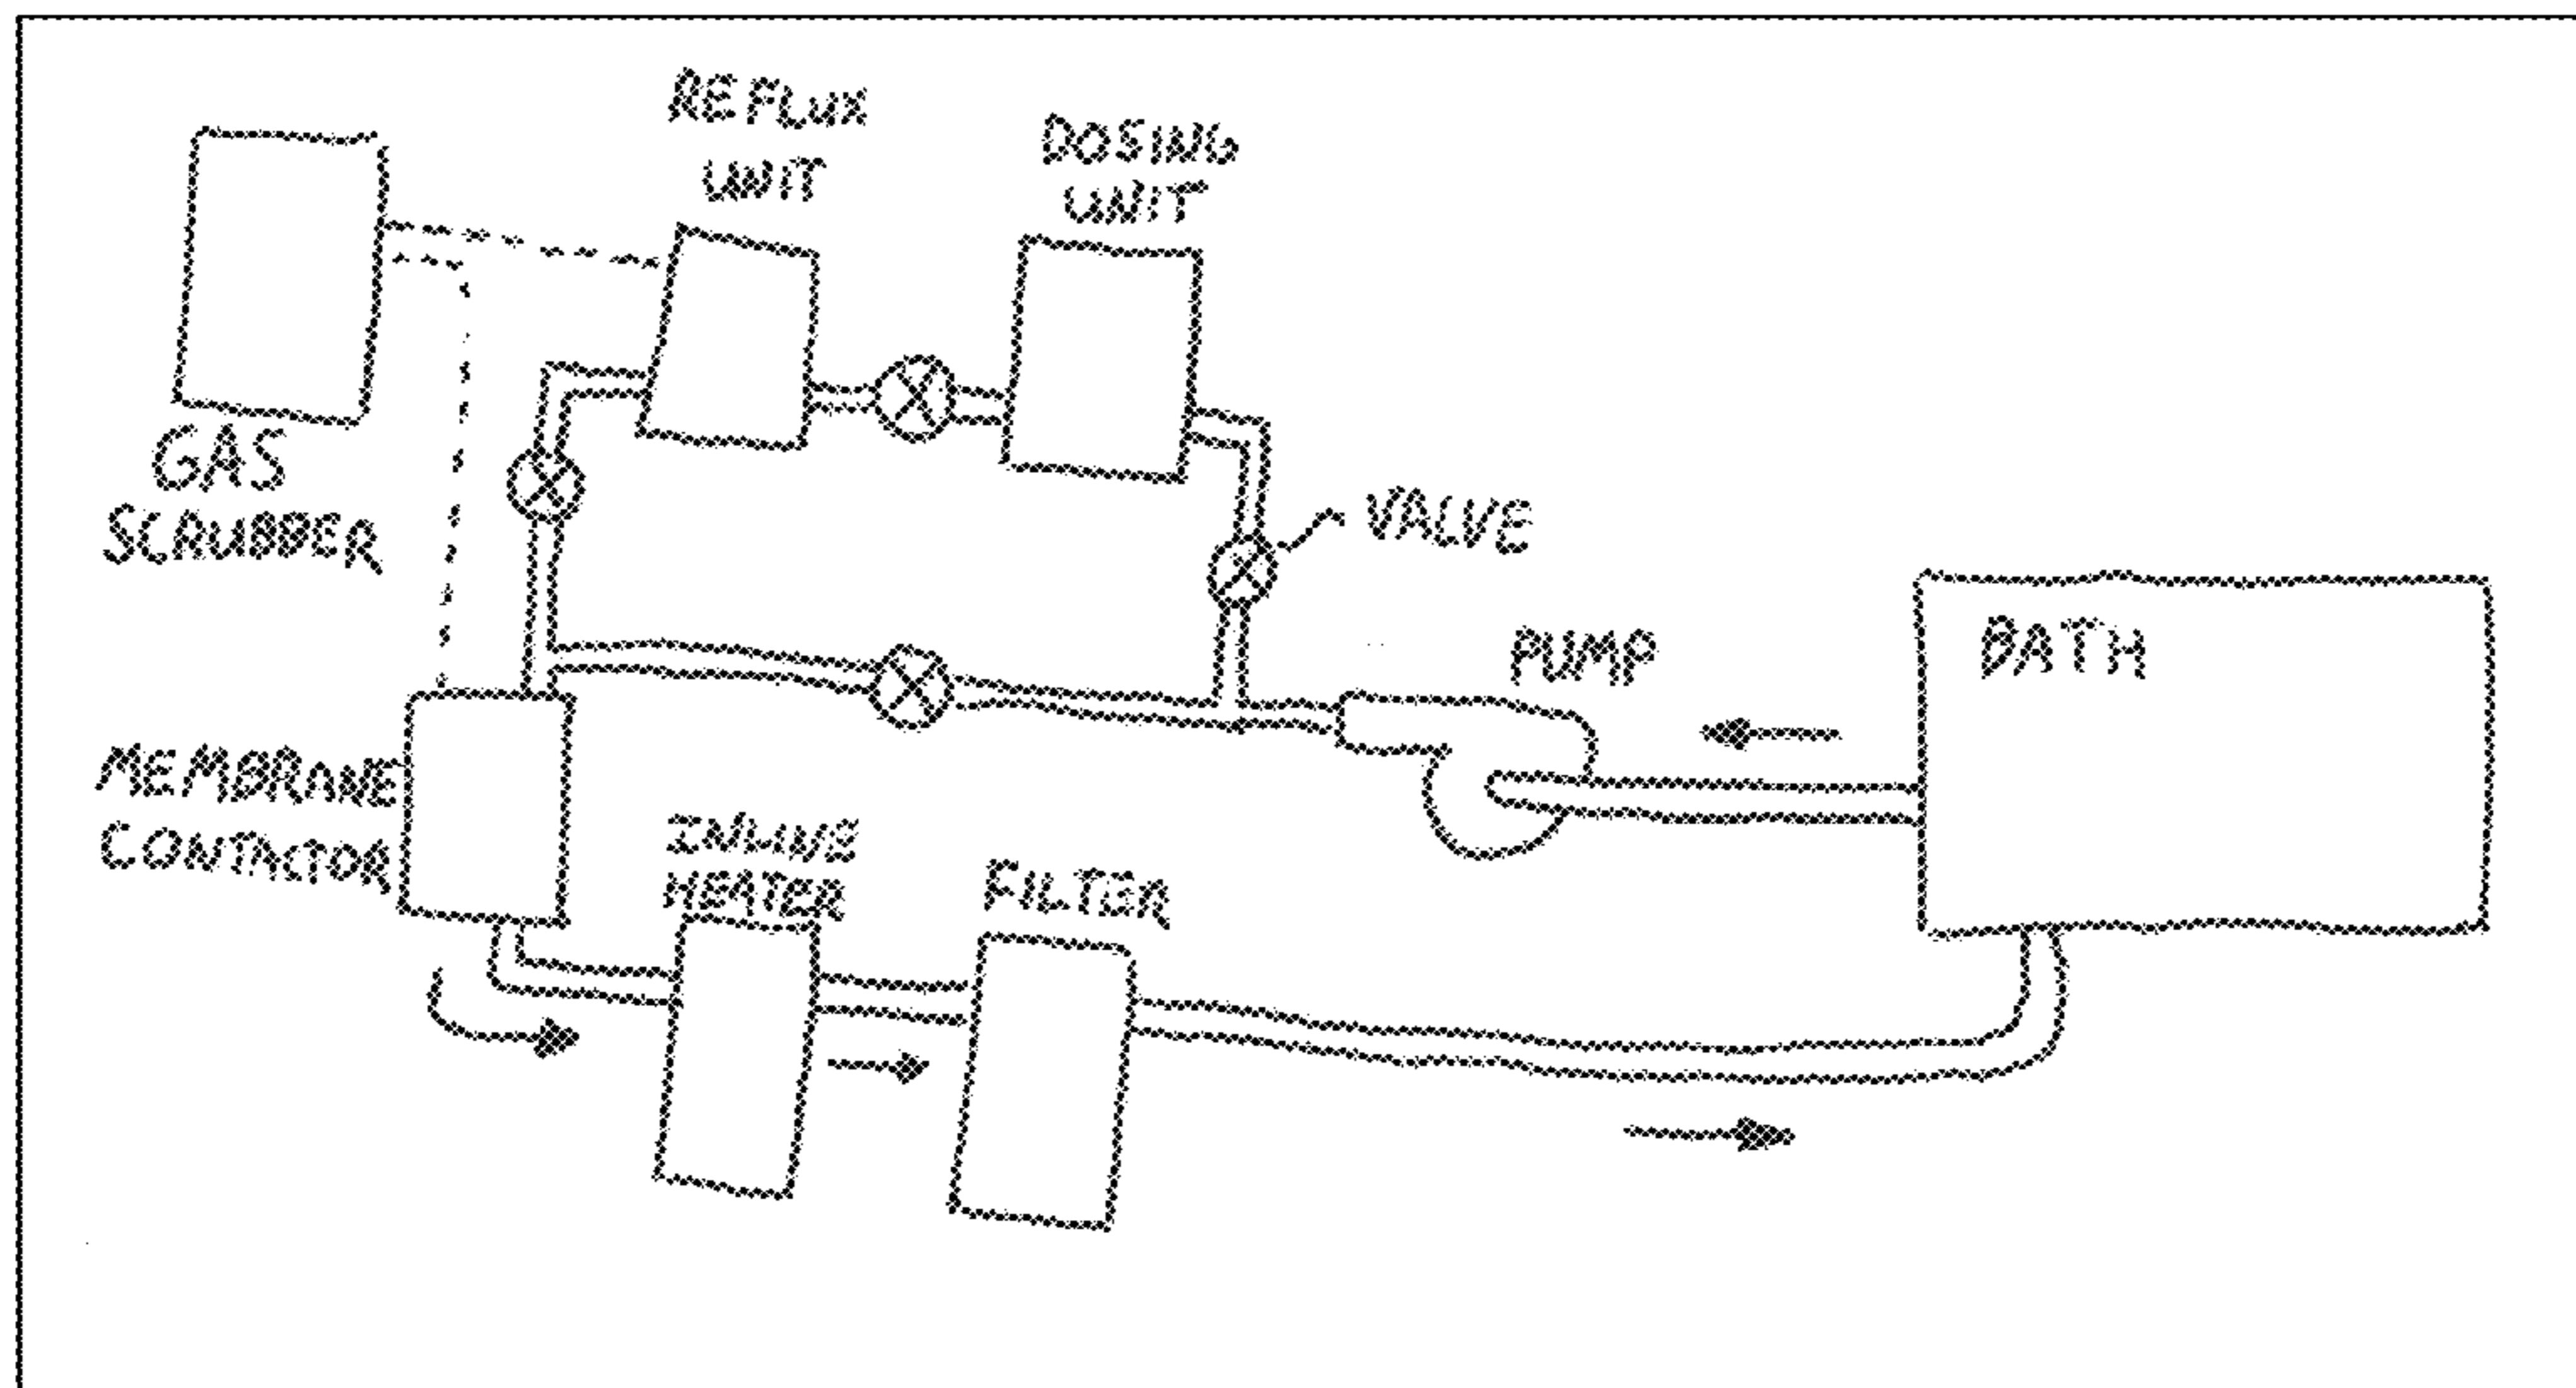 REFLUX
UNIT
DOSING
UNIT
GAS
SCRUBBER
VALVE
PUMP
BATH
MEMBRANE
CONTACTOR
INLINE
HEATER
FILTER